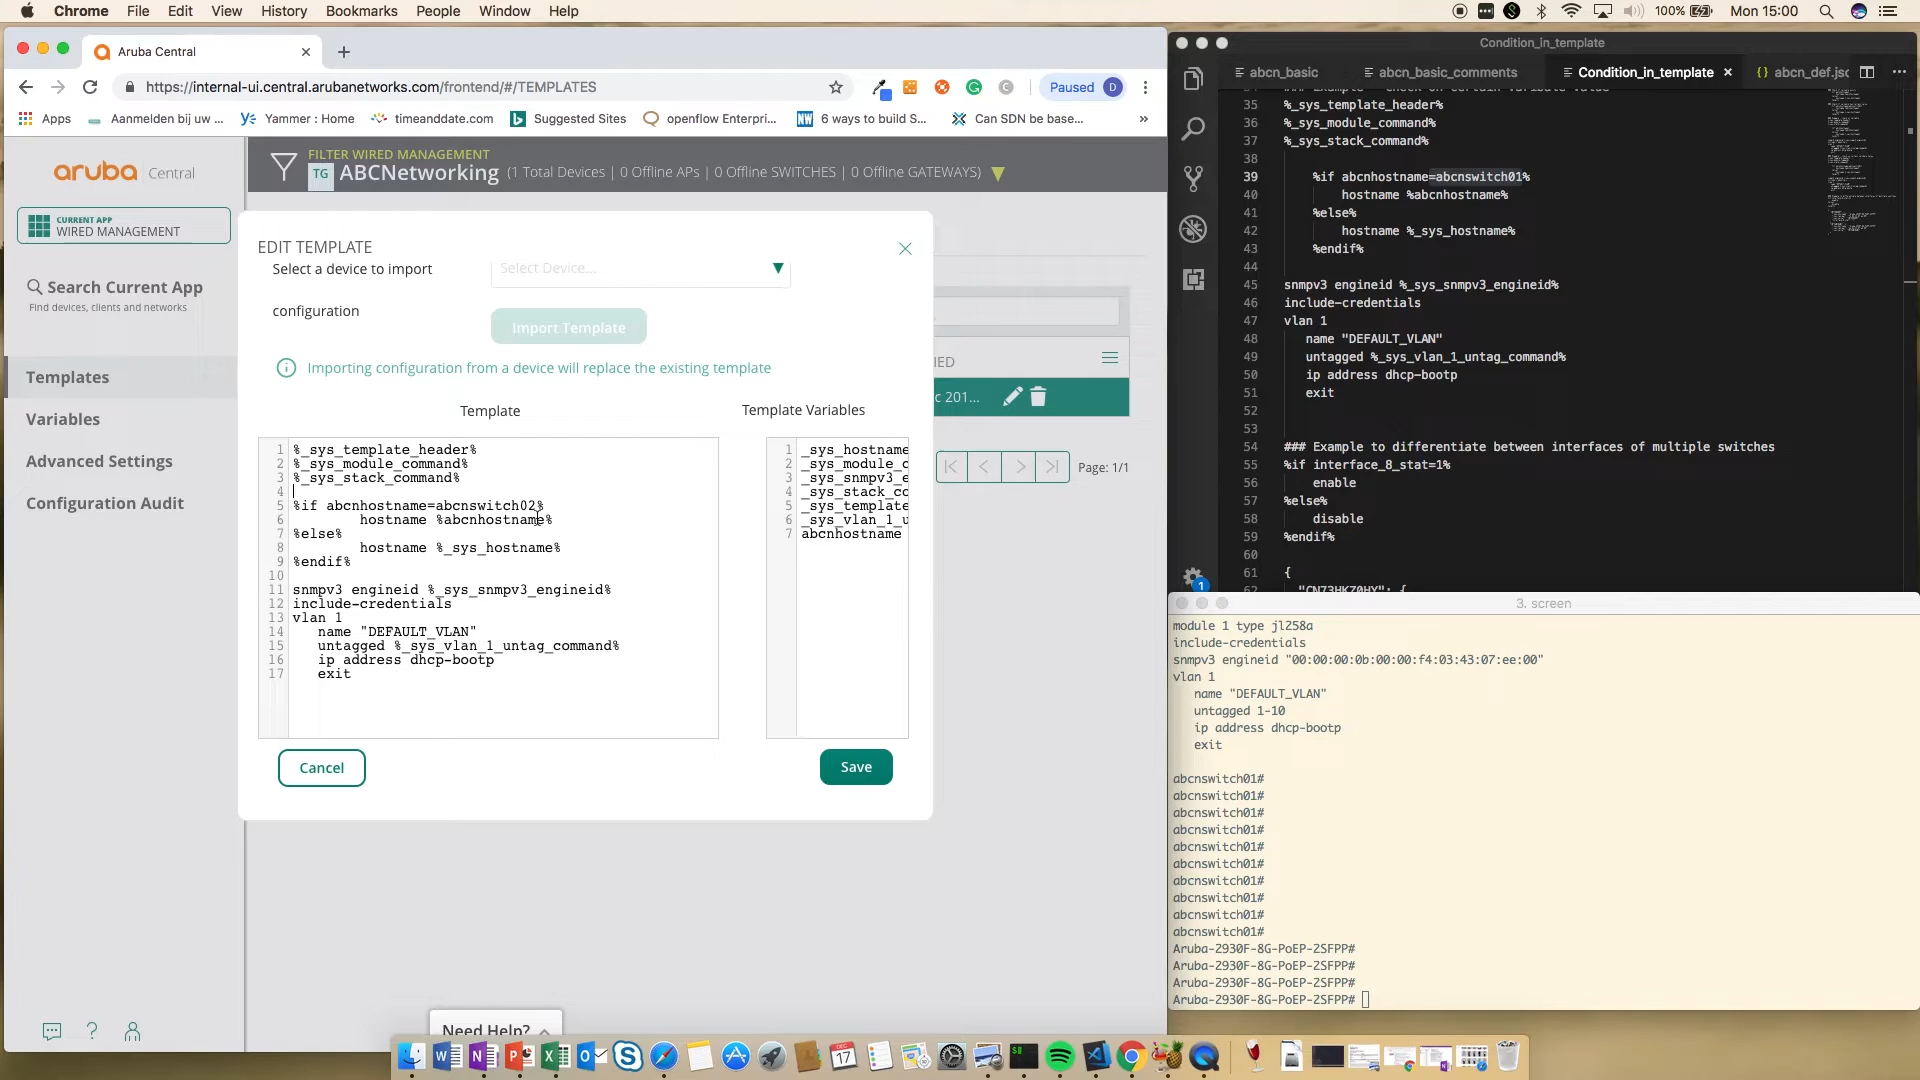 Chrome File Edit View History Bookmarks People Window Help
100% Mon 15:00
Aruba Central
https://internal-ui.central.arubanetworks.com/frontend/#/TEMPLATES
Paused D
Apps Aanmelden bij uw ... Yammer : Home timeanddate.com Suggested Sites openflow Enterpri... 6 ways to build S... Can SDN be base... »
aruba Central
FILTER WIRED MANAGEMENT
TG ABCNetworking (1 Total Devices | 0 Offline APs | 0 Offline SWITCHES | 0 Offline GATEWAYS)
CURRENT APP
WIRED MANAGEMENT
Search Current App
Find devices, clients and networks
Templates
Variables
Advanced Settings
Configuration Audit
EDIT TEMPLATE
Select a device to import
configuration
Select Device...
Import Template
Importing configuration from a device will replace the existing template
Template
Template Variables
1 %_sys_template_header%
2 %_sys_module_command%
3 %_sys_stack_command%
4
5 %if abcnhostname=abcnswitch02%
6 hostname %abcnhostname%
7 %else%
8 hostname %_sys_hostname%
9 %endif%
10
11 snmpv3 engineid %_sys_snmpv3_engineid%
12 include-credentials
13 vlan 1
14 name "DEFAULT_VLAN"
15 untagged %_sys_vlan_1_untag_command%
16 ip address dhcp-bootp
17 exit
1 _sys_hostname
2 _sys_module_c
3 _sys_snmpv3_e
4 _sys_stack_co
5 _sys_template
6 _sys_vlan_1_u
7 abcnhostname
Cancel
Save
IED
c 201...
Page: 1/1
Need Help?
Condition_in_template
abcn_basic abcn_basic_comments Condition_in_template × {} abcn_def.jsc
35 %_sys_template_header%
36 %_sys_module_command%
37 %_sys_stack_command%
38
39 %if abcnhostname=abcnswitch01%
40 hostname %abcnhostname%
41 %else%
42 hostname %_sys_hostname%
43 %endif%
44
45 snmpv3 engineid %_sys_snmpv3_engineid%
46 include-credentials
47 vlan 1
48 name "DEFAULT_VLAN"
49 untagged %_sys_vlan_1_untag_command%
50 ip address dhcp-bootp
51 exit
52
53
54 ### Example to differentiate between interfaces of multiple switches
55 %if interface_8_stat=1%
56 enable
57 %else%
58 disable
59 %endif%
60
61 {
3. screen
module 1 type jl258a
include-credentials
snmpv3 engineid "00:00:00:0b:00:00:f4:03:43:07:ee:00"
vlan 1
name "DEFAULT_VLAN"
untagged 1-10
ip address dhcp-bootp
exit
abcnswitch01#
abcnswitch01#
abcnswitch01#
abcnswitch01#
abcnswitch01#
abcnswitch01#
abcnswitch01#
abcnswitch01#
abcnswitch01#
abcnswitch01#
Aruba-2930F-8G-PoEP-2SFPP#
Aruba-2930F-8G-PoEP-2SFPP#
Aruba-2930F-8G-PoEP-2SFPP#
Aruba-2930F-8G-PoEP-2SFPP#